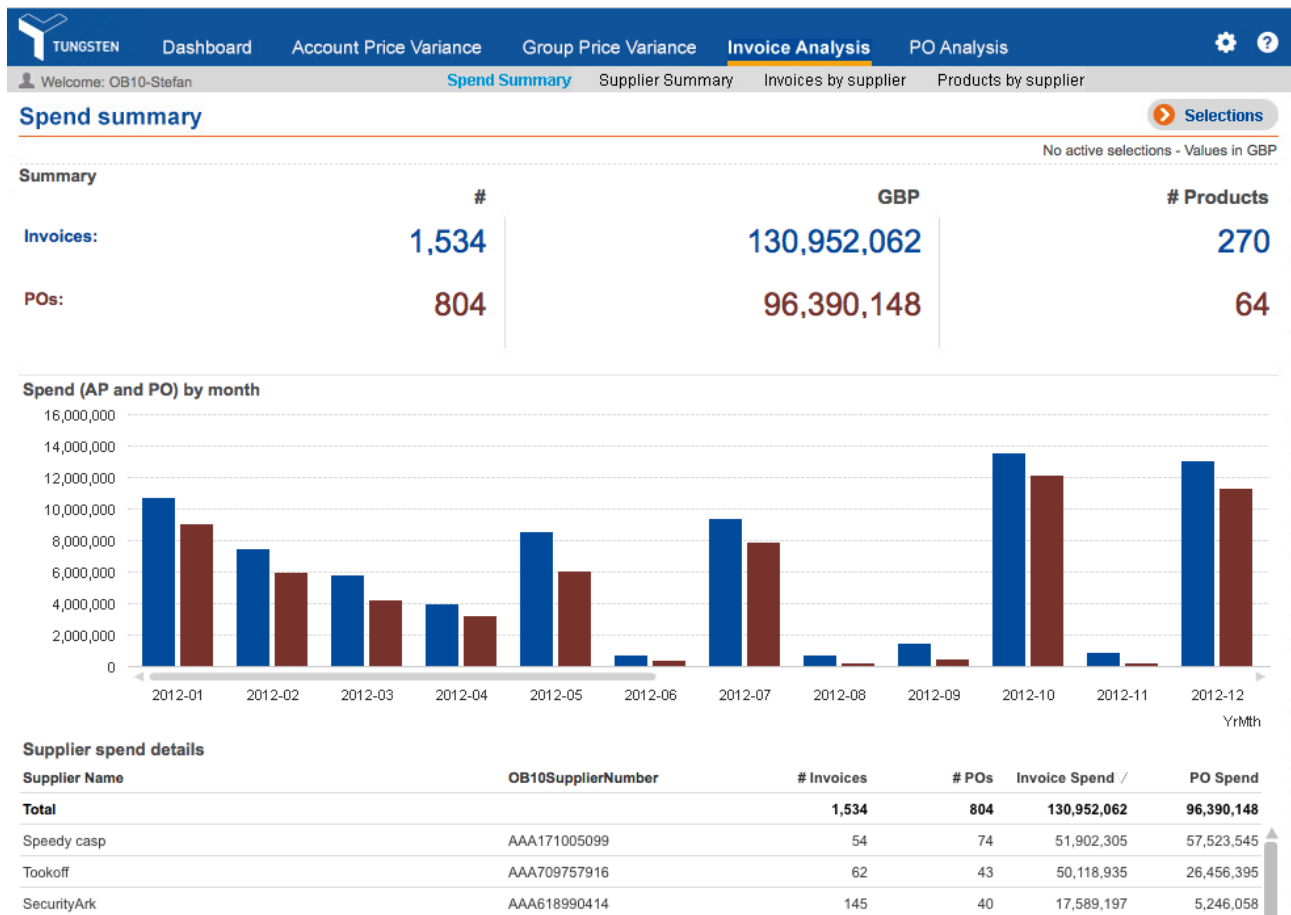 TUNGSTEN Dashboard Account Price Variance Group Price Variance Invoice Analysis PO Analysis ?
Welcome: OB10-Stefan Spend Summary Supplier Summary Invoices by supplier Products by supplier
Spend summary Selections
No active selections - Values in GBP
Summary
# GBP # Products
Invoices: 1,534 130,952,062 270
POs: 804 96,390,148 64
Spend (AP and PO) by month
16,000,000
14,000,000
12,000,000
10,000,000
8,000,000
6,000,000
4,000,000
2,000,000
0
2012-01 2012-02 2012-03 2012-04 2012-05 2012-06 2012-07 2012-08 2012-09 2012-10 2012-11 2012-12
YrMth
Supplier spend details
Supplier Name OB10SupplierNumber # Invoices # POs Invoice Spend PO Spend
Total 1,534 804 130,952,062 96,390,148
Speedy casp AAA171005099 54 74 51,902,305 57,523,545
Tookoff AAA709757916 62 43 50,118,935 26,456,395
SecurityArk AAA618990414 145 40 17,589,197 5,246,058